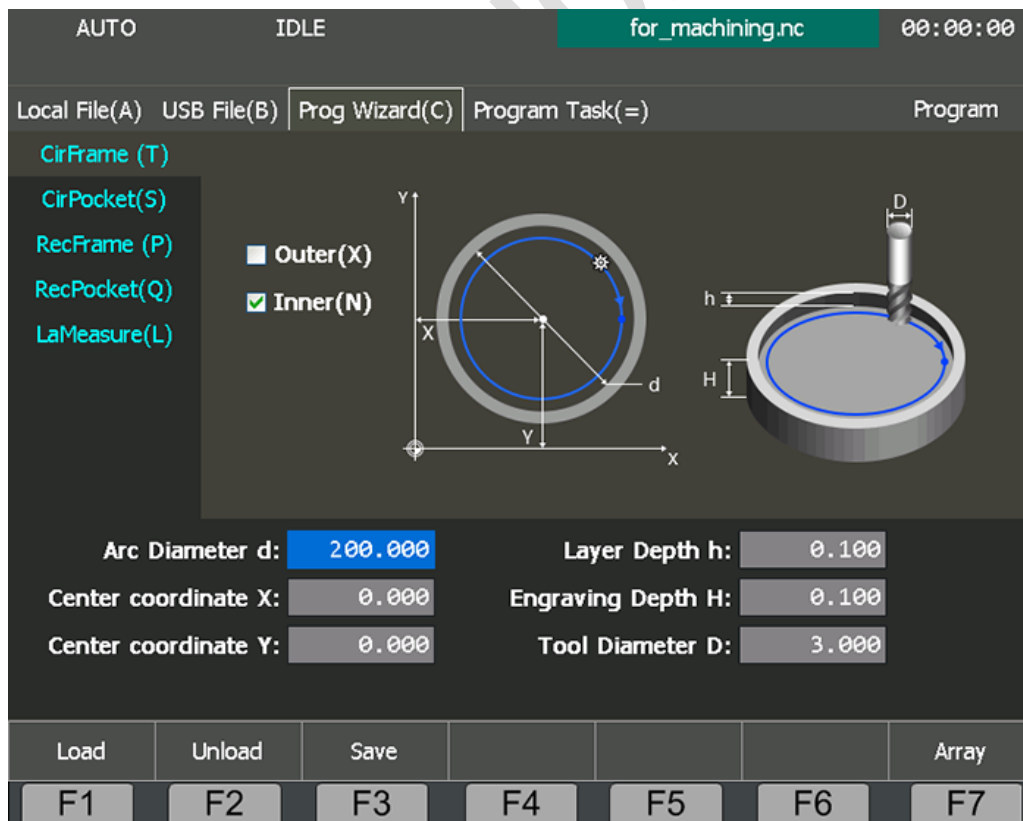 AUTO IDLE for_machining.nc 00:00:00
Local File(A) USB File(B) Prog Wizard(C) Program Task(=) Program
CirFrame (T)
CirPocket(S)
RecFrame (P)
RecPocket(Q)
LaMeasure(L)
Outer(X)
Inner(N)
Y
X
d
Y
X
D
h
H
Arc Diameter d: 200.000 Layer Depth h: 0.100
Center coordinate X: 0.000 Engraving Depth H: 0.100
Center coordinate Y: 0.000 Tool Diameter D: 3.000
Load Unload Save Array
F1 F2 F3 F4 F5 F6 F7